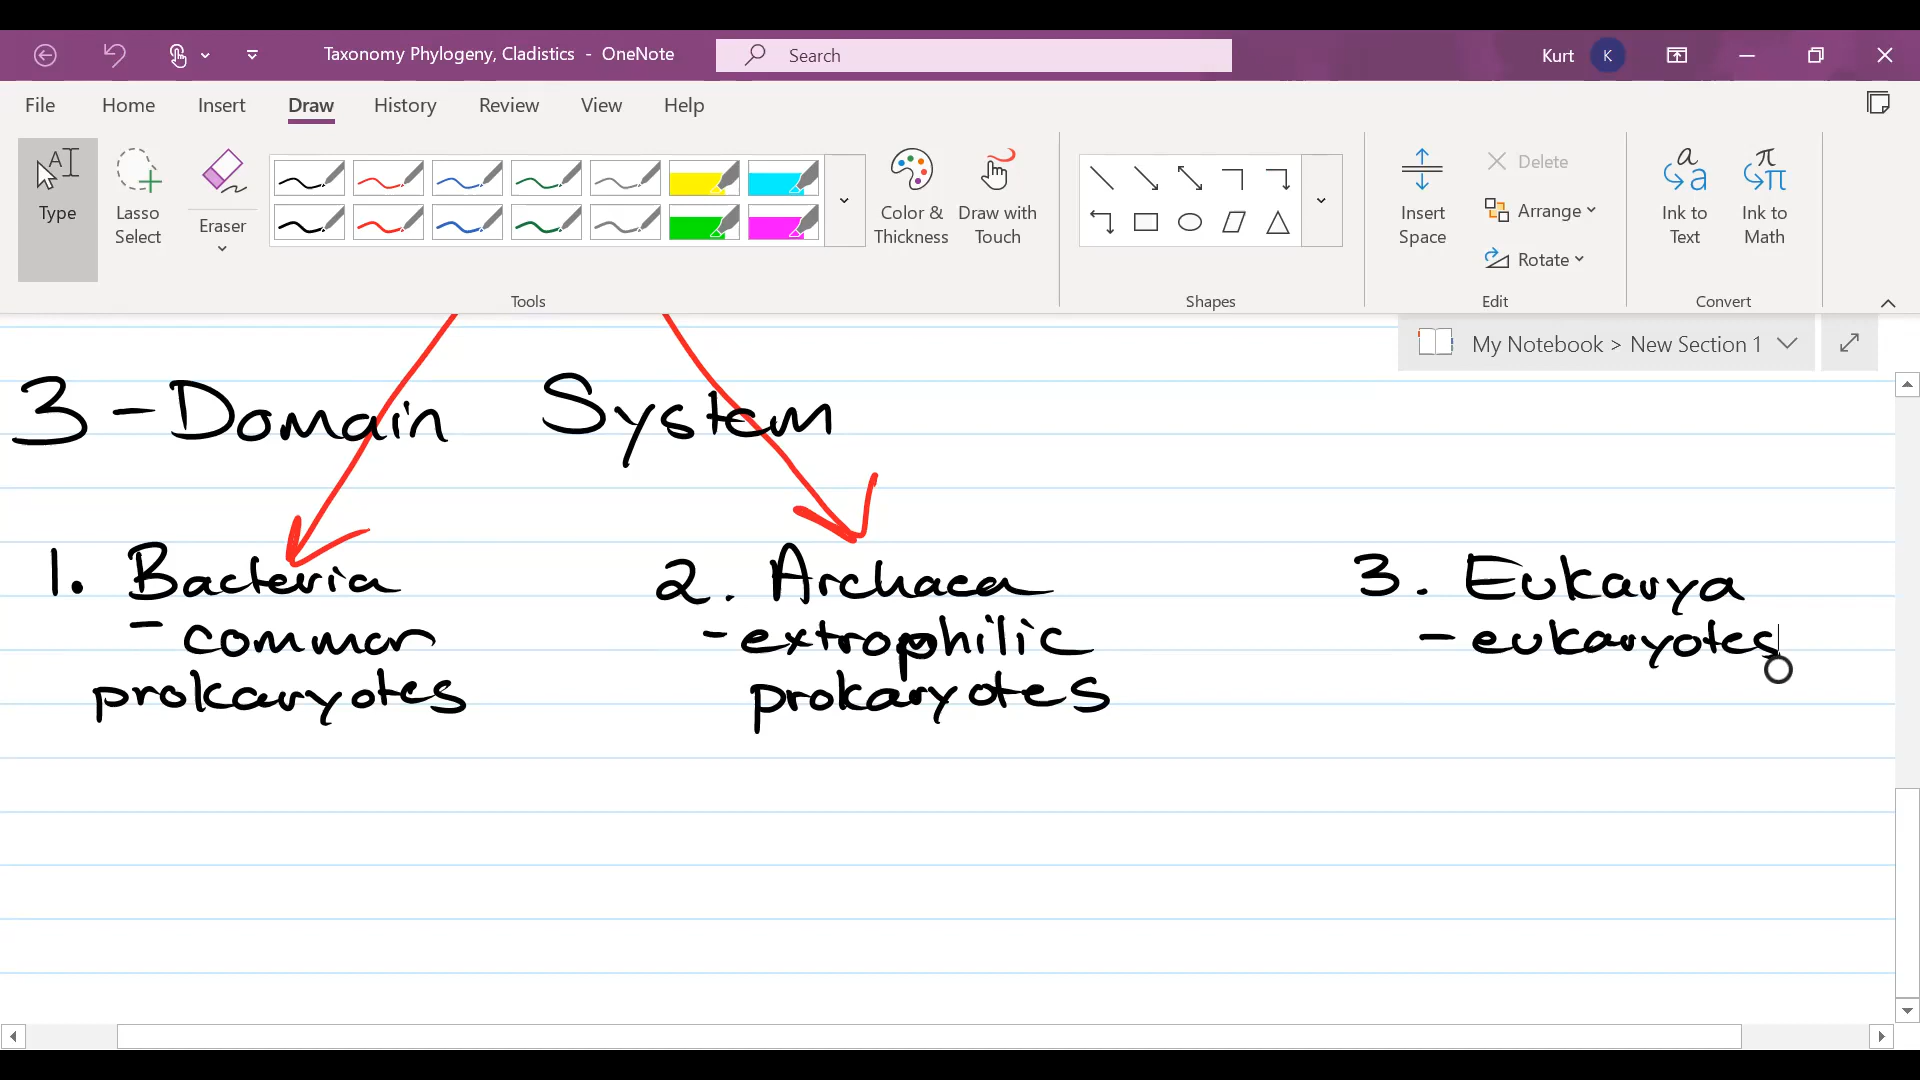 Taxonomy Phylogeny, Cladistics - OneNote
Search
Kurt
K
File Home Insert Draw History Review View Help
Type
Lasso Select
Eraser
Color & Thickness
Draw with Touch
Insert Space
Delete
Arrange
Rotate
Ink to Text
Ink to Math
Tools
Shapes
Edit
Convert
My Notebook > New Section 1
3-Domain System
1. Bacteria
- common
prokaryotes
2. Archaea
- extrophilic
prokaryotes
3. Eukarya
- eukaryotes